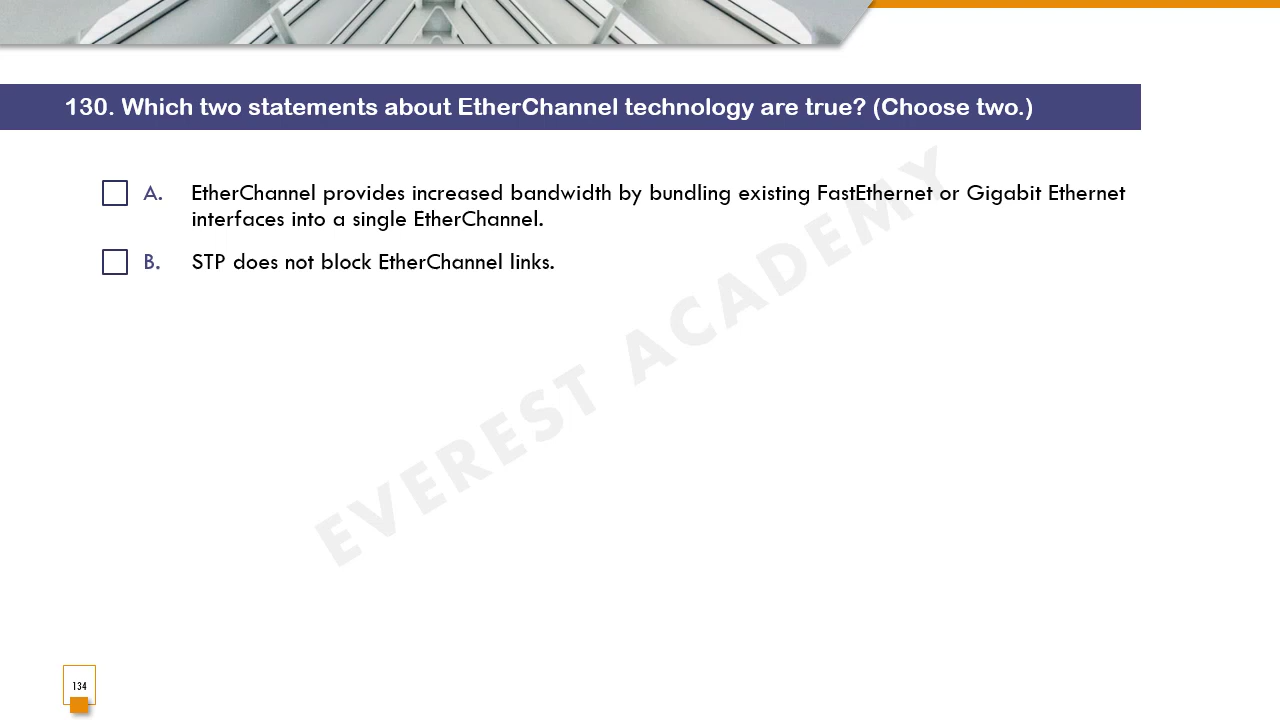 130. Which two statements about EtherChannel technology are true? (Choose two.)
A. EtherChannel provides increased bandwidth by bundling existing FastEthernet or Gigabit Ethernet
interfaces into a single EtherChannel.
B. STP does not block EtherChannel links.
EVEREST ACADEMY
134